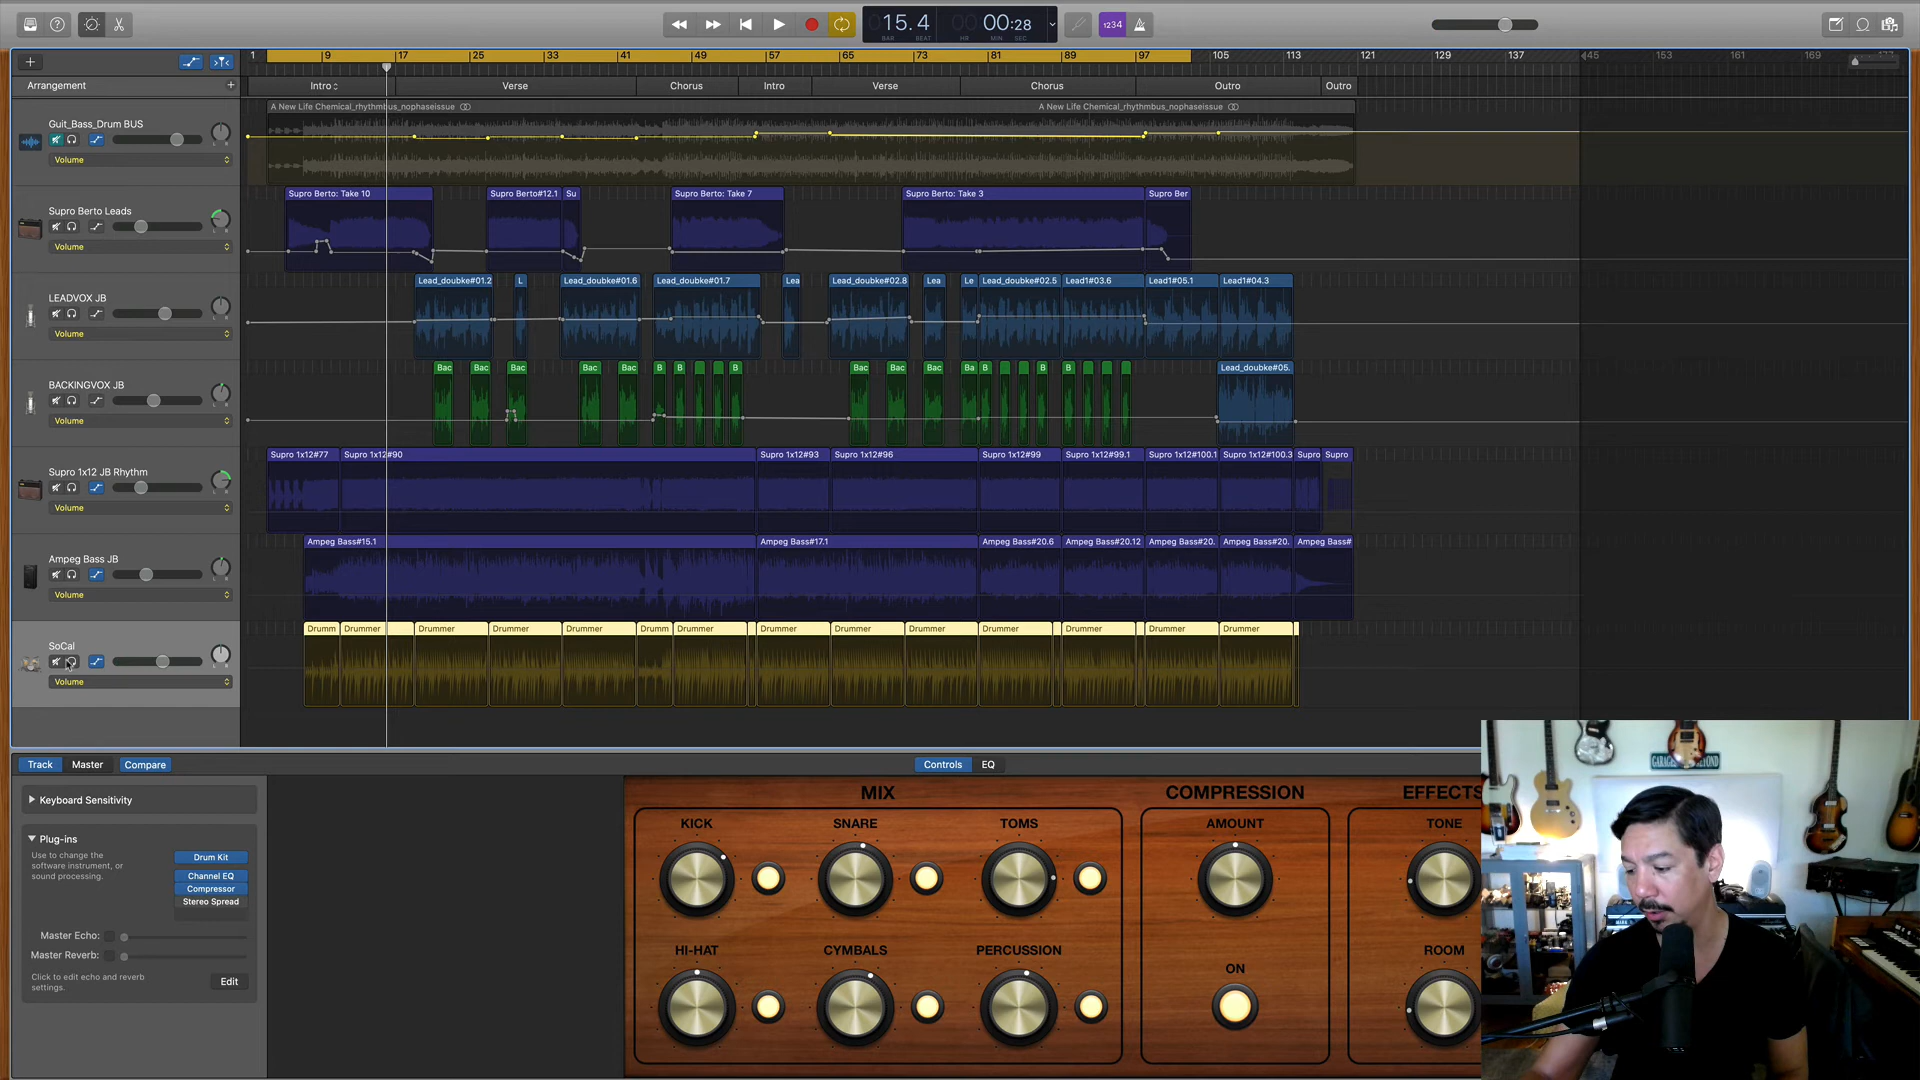 15.4
BAR BEAT
00:28
HR MIN SEC
1234
1 9 17 25 33 41 49 57 65 73 81 89 97 105 113 121 129 137 145 153 161 169 177
Arrangement
Intro Verse Chorus Intro Verse Chorus Outro Outro
A New Life Chemical_rhythmbus_nophaseissue A New Life Chemical_rhythmbus_nophaseissue
Guit_Bass_Drum BUS
Volume
Supro Berto: Take 10 Supro Berto#12.1 Su Supro Berto: Take 7 Supro Berto: Take 3 Supro Ber
Supro Berto Leads
Volume
Lead_doubke#01.2 L Lead_doubke#01.6 Lead_doubke#01.7 Lea Lead_doubke#02.8 Lea Le Lead_doubke#02.5 Lead1#03.6 Lead1#05.1 Lead1#04.3
LEADVOX JB
Volume
Bac Bac Bac Bac Bac B B B Bac Bac Bac Ba B B B Lead_doubke#05.
BACKINGVOX JB
Volume
Supro 1x12#77 Supro 1x12#90 Supro 1x12#93 Supro 1x12#96 Supro 1x12#99 Supro 1x12#99.1 Supro 1x12#100.1 Supro 1x12#100.3 Supro Supro
Supro 1x12 JB Rhythm
Volume
Ampeg Bass#15.1 Ampeg Bass#17.1 Ampeg Bass#20.6 Ampeg Bass#20.12 Ampeg Bass#20. Ampeg Bass#20. Ampeg Bass#
Ampeg Bass JB
Volume
Drumm Drummer Drummer Drummer Drummer Drumm Drummer Drummer Drummer Drummer Drummer Drummer Drummer Drummer
SoCal
Volume
Track Master Compare Controls EQ
Keyboard Sensitivity
Plug-ins
Use to change the
software instrument, or
sound processing.
Drum Kit
Channel EQ
Compressor
Stereo Spread
Master Echo:
Master Reverb:
Click to edit echo and reverb
settings.
Edit
MIX COMPRESSION EFFECTS
KICK SNARE TOMS AMOUNT TONE
HI-HAT CYMBALS PERCUSSION ON ROOM